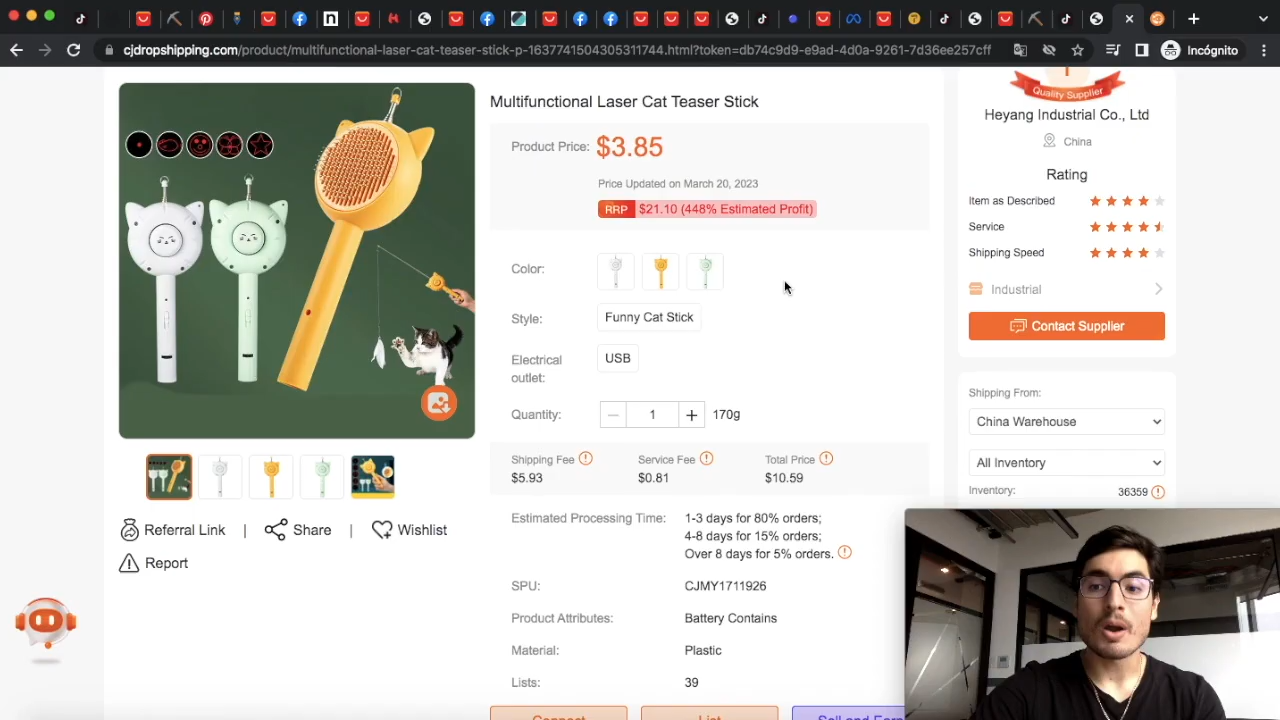 Incógnito
cjdropshipping.com/product/multifunctional-laser-cat-teaser-stick-p-1637741504305311744.html?token=db74c9d9-e9ad-4d0a-9261-7d36ee257cff
Multifunctional Laser Cat Teaser Stick
Product Price: $3.85
Price Updated on March 20, 2023
RRP $21.10 (448% Estimated Profit)
Color:
Style: Funny Cat Stick
Electrical outlet: USB
Quantity: 1 + 170g
Shipping Fee Service Fee Total Price
$5.93 $0.81 $10.59
Estimated Processing Time: 1-3 days for 80% orders;
4-8 days for 15% orders;
Over 8 days for 5% orders.
SPU: CJMY1711926
Product Attributes: Battery Contains
Material: Plastic
Lists: 39
Connect List
Referral Link | Share | Wishlist
Report
Quality Supplier
Heyang Industrial Co., Ltd
China
Rating
Item as Described
Service
Shipping Speed
Industrial
Contact Supplier
Shipping From:
China Warehouse
All Inventory
Inventory: 36359